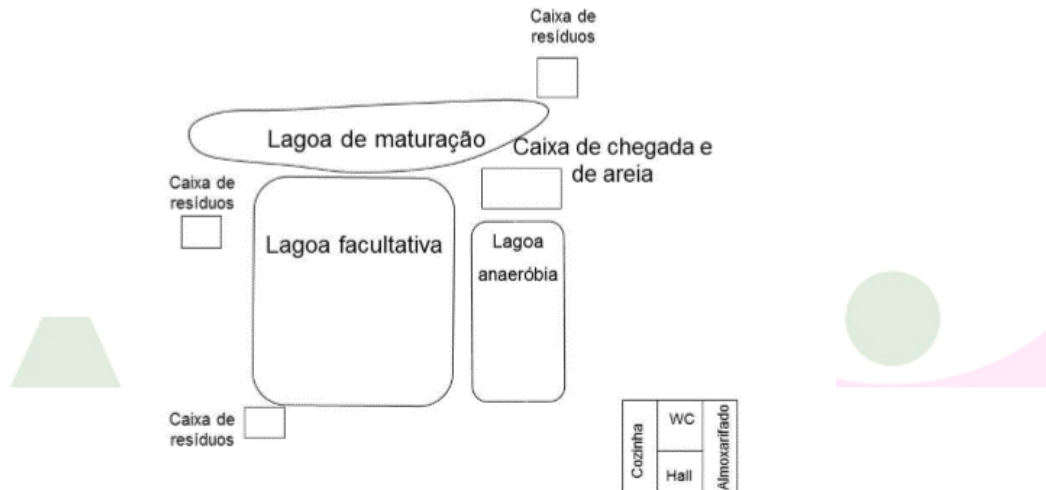 Caixa de
resíduos
Lagoa de maturação
Caixa de chegada e
de areia
Caixa de
resíduos
Lagoa facultativa
Lagoa
anaeróbia
Caixa de
resíduos
Cozinha
WC
Hall
Almoxarifado